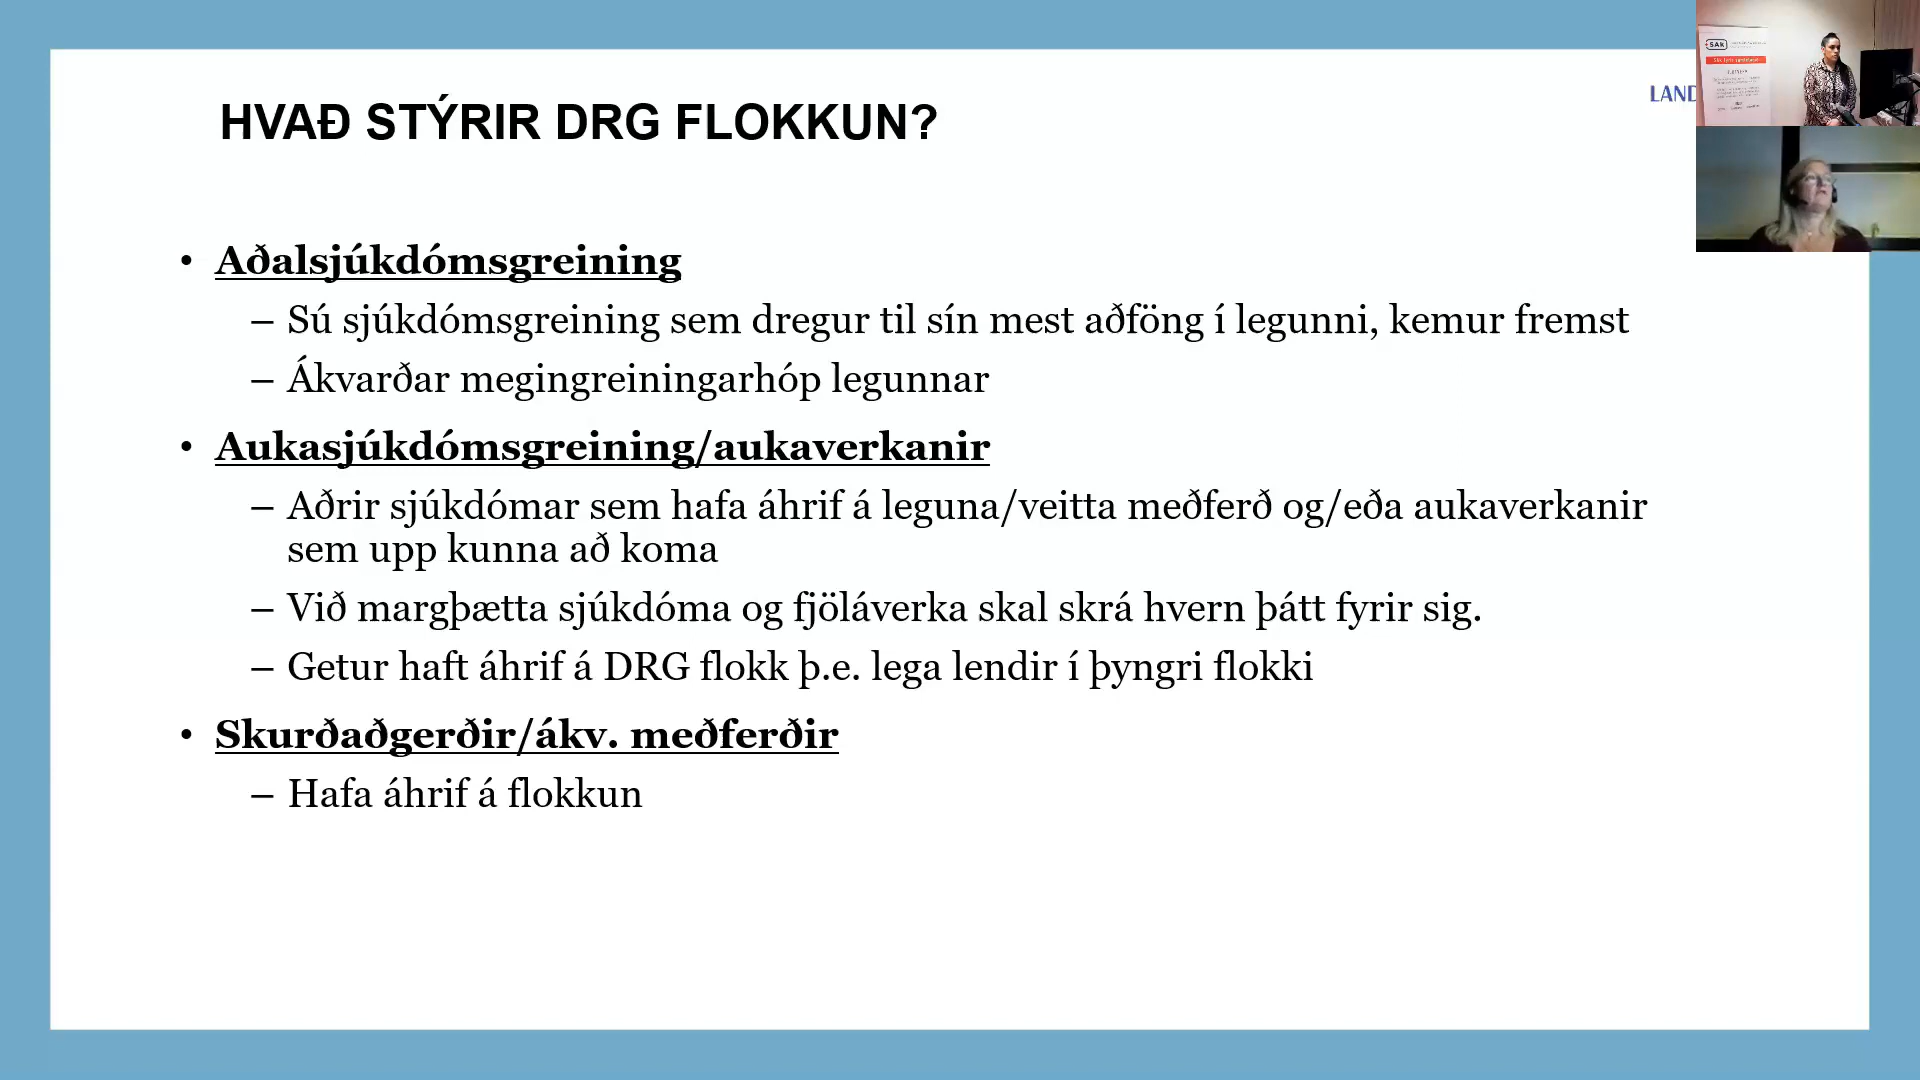 HVAÐ STÝRIR DRG FLOKKUN?
LAND
SAk
• Aðalsjúkdómsgreining
– Sú sjúkdómsgreining sem dregur til sín mest aðföng í legunni, kemur fremst
– Ákvarðar megingreiningarhóp legunnar
• Aukasjúkdómsgreining/aukaverkanir
– Aðrir sjúkdómar sem hafa áhrif á leguna/veitta meðferð og/eða aukaverkanir
sem upp kunna að koma
– Við margþætta sjúkdóma og fjöláverka skal skrá hvern þátt fyrir sig.
– Getur haft áhrif á DRG flokk þ.e. lega lendir í þyngri flokki
• Skurðaðgerðir/ákv. meðferðir
– Hafa áhrif á flokkun